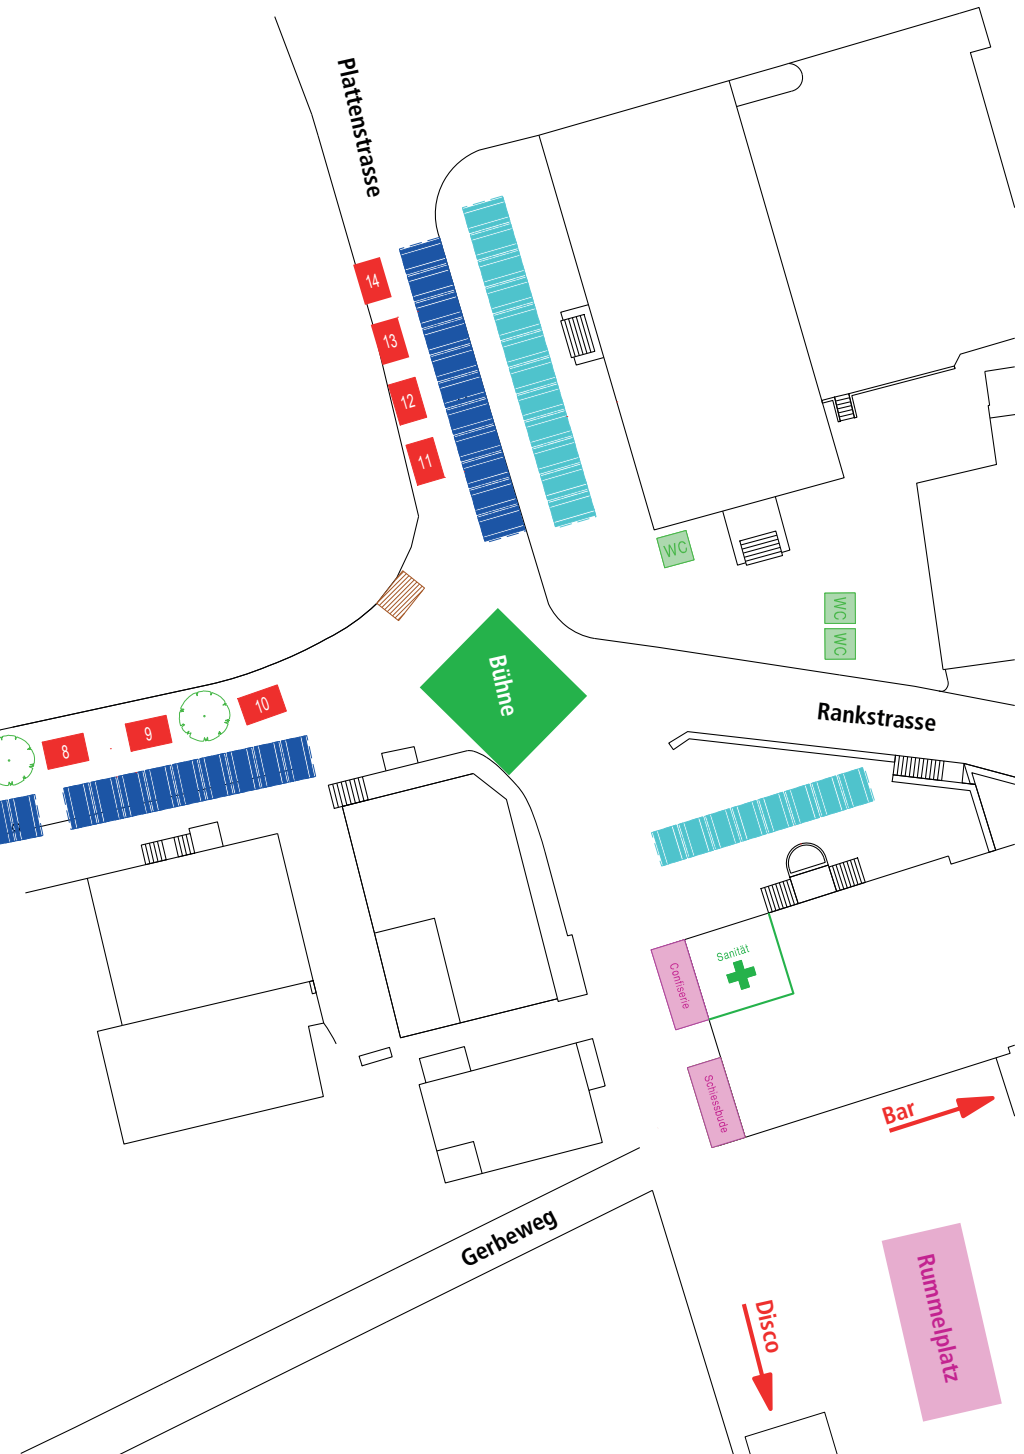 Plattenstrasse
14
13
12
11
WC
WC
WC
Bühne
10
9
8
Rankstrasse
Sanität
Confiserie
Schiessbude
Bar
Gerbeweg
Rummelplatz
Disco